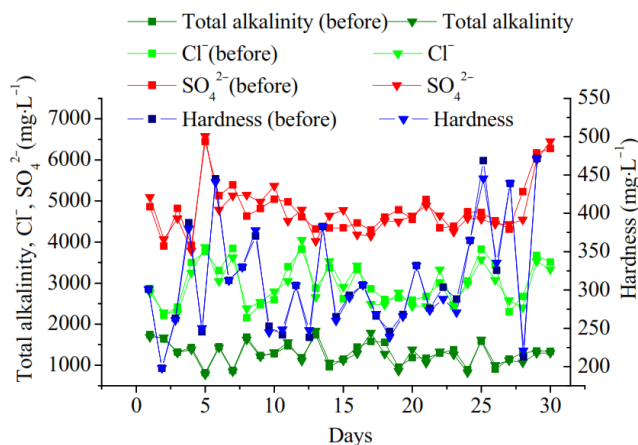 Total alkalinity (before) Total alkalinity
Cl⁻(before) Cl⁻
SO₄²⁻(before) SO₄²⁻
Hardness (before) Hardness
Total alkalinity, Cl⁻, SO₄²⁻(mg·L⁻¹)
7000
6000
5000
4000
3000
2000
1000
550
500
450
400
350
300
250
200
Hardness (mg·L⁻¹)
0 5 10 15 20 25 30
Days